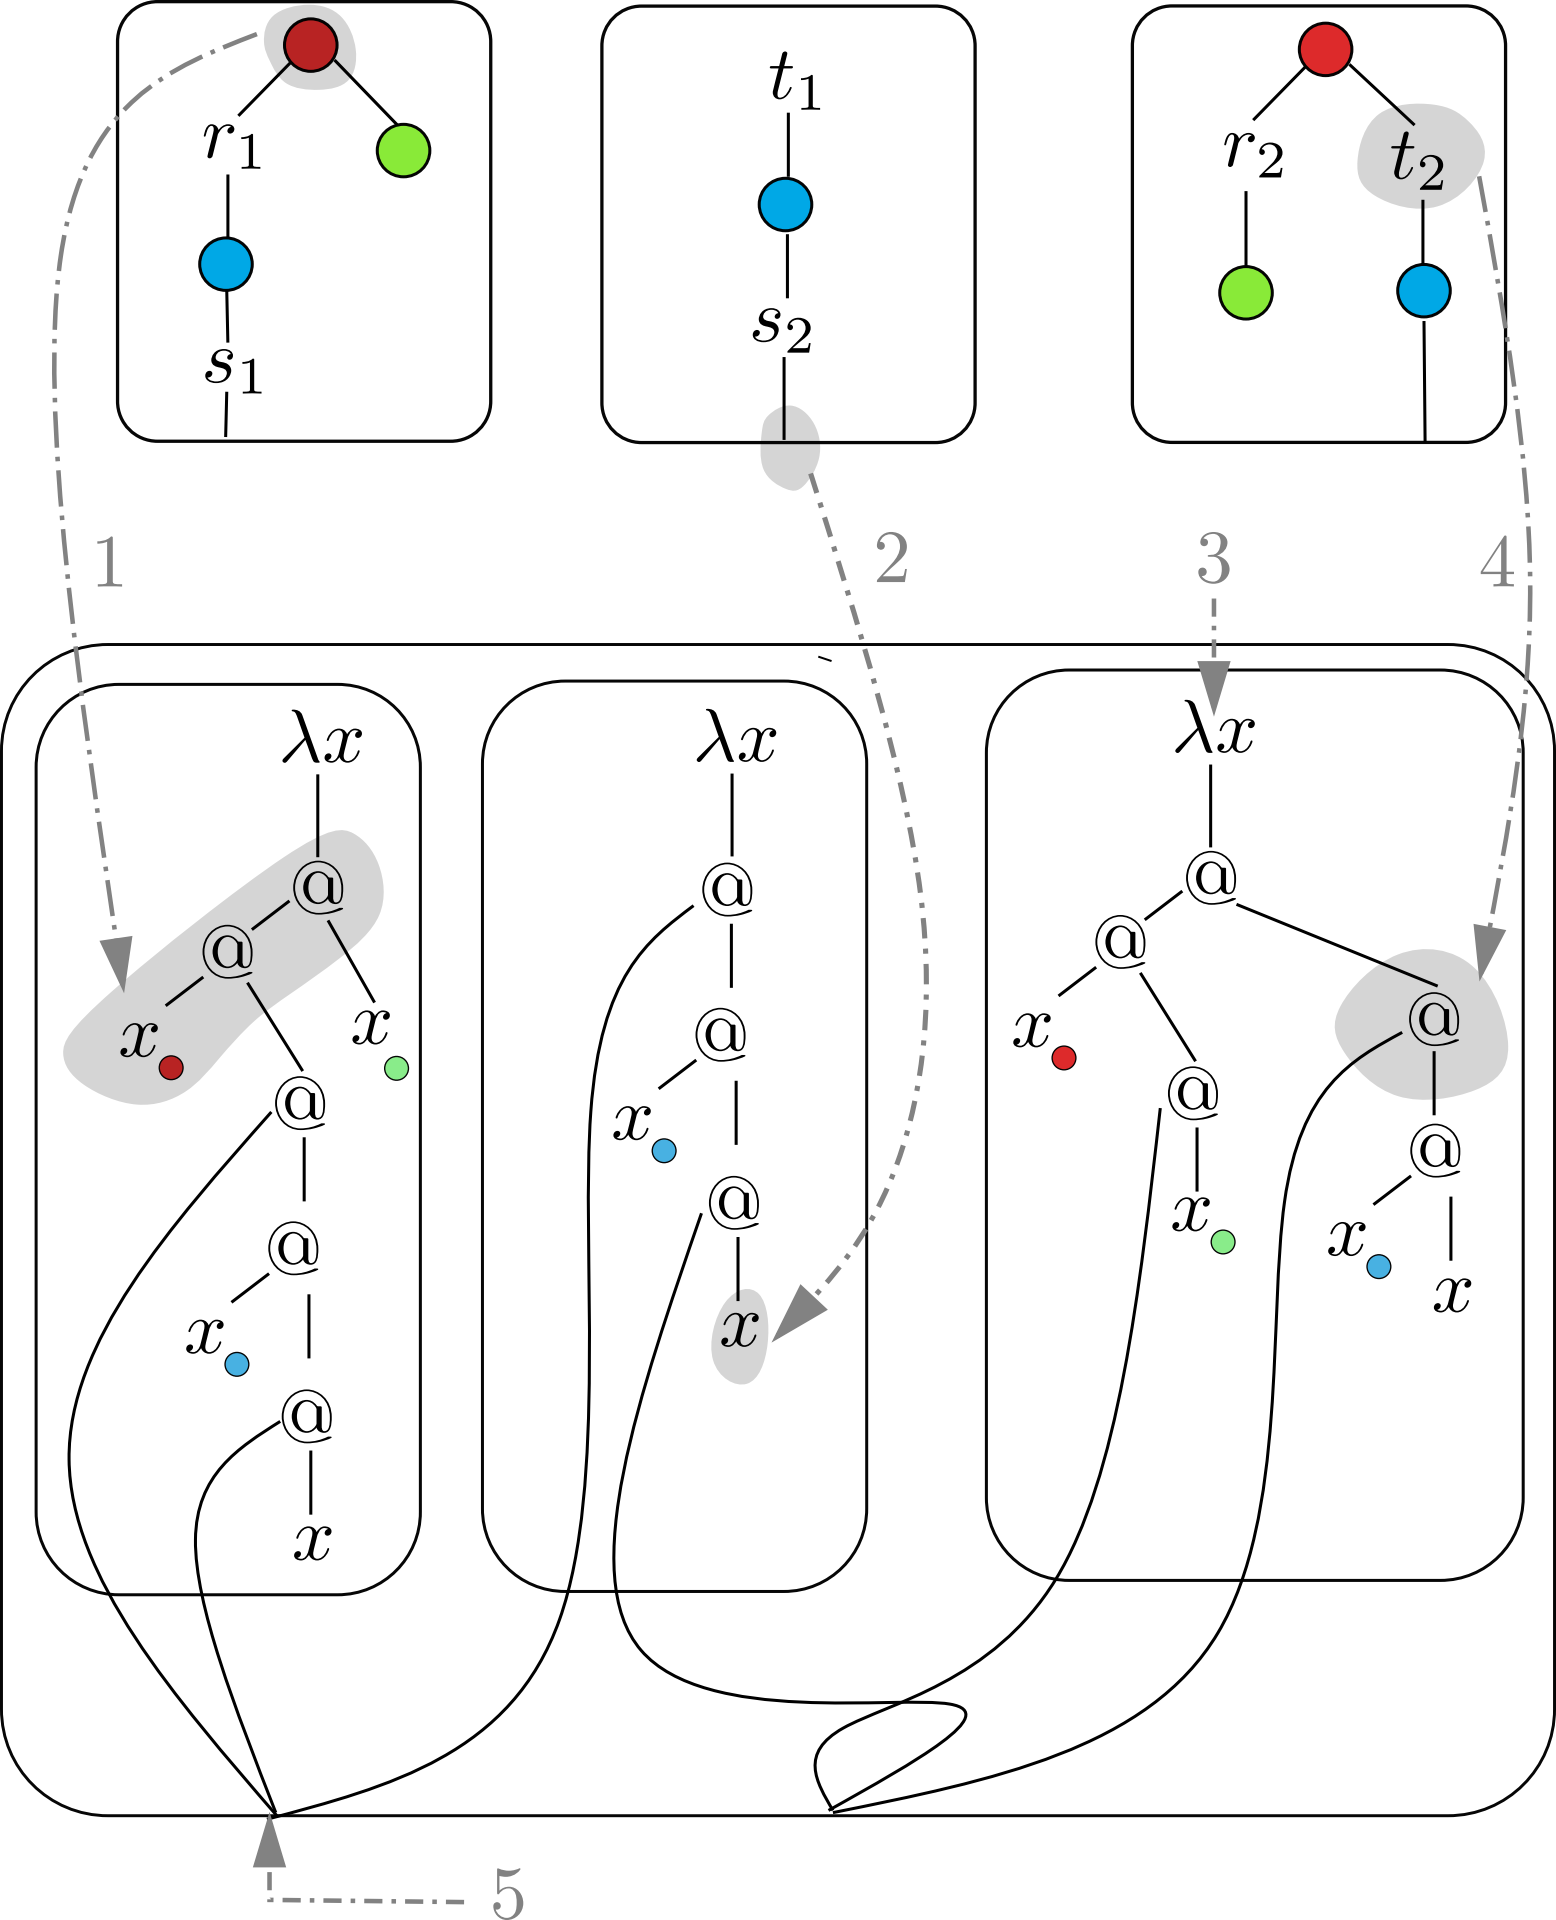 t₁
r₁
r₂ t₂
s₂
s₁
1 2 3 4
λx λx λx
@ @ @
@ @
@
x x @ x
@ @
x @ @
x @ x
@ x x
x x
x @
x
5